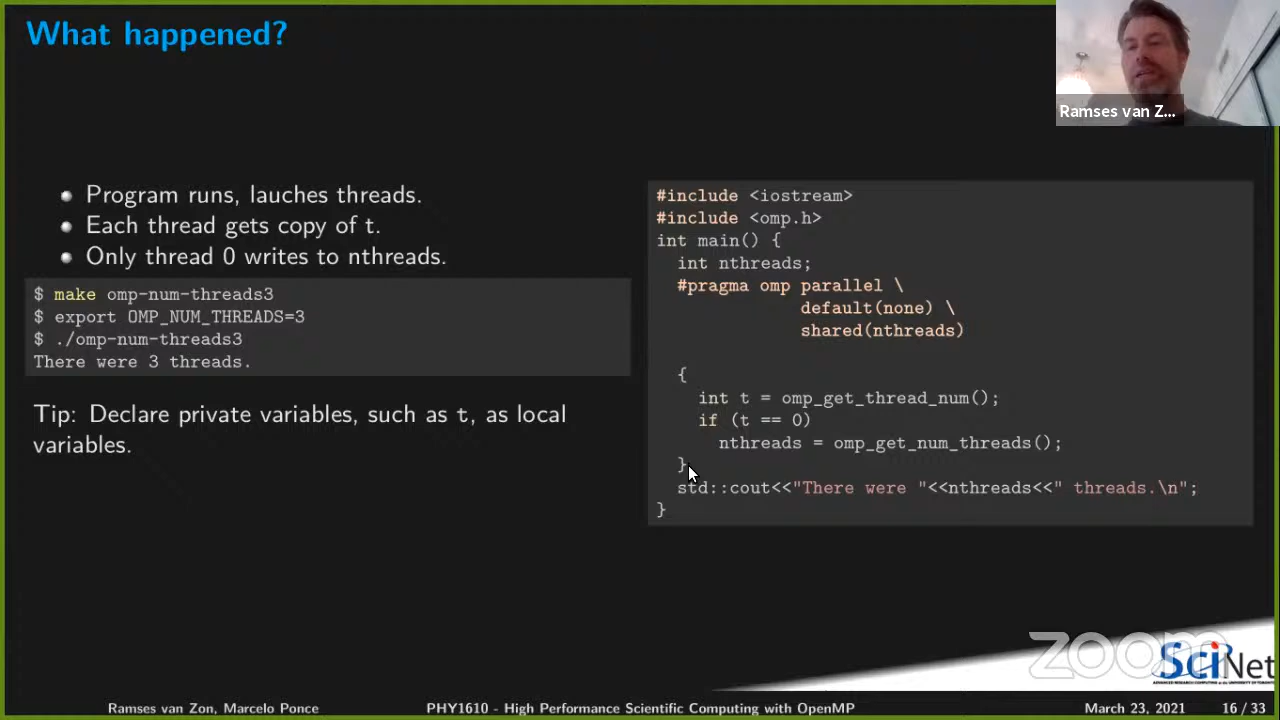 What happened?
Ramses van Z...
Program runs, lauches threads.
Each thread gets copy of t.
Only thread 0 writes to nthreads.
$ make omp-num-threads3
$ export OMP_NUM_THREADS=3
$ ./omp-num-threads3
There were 3 threads.
Tip: Declare private variables, such as t, as local
variables.
#include <iostream>
#include <omp.h>
int main() {
int nthreads;
#pragma omp parallel \
default(none) \
shared(nthreads)
{
int t = omp_get_thread_num();
if (t == 0)
nthreads = omp_get_num_threads();
}
std::cout<<"There were "<<nthreads<<" threads.\n";
}
zoom
SciNet
Ramses van Zon, Marcelo Ponce
PHY1610 - High Performance Scientific Computing with OpenMP
March 23, 2021
16 / 33